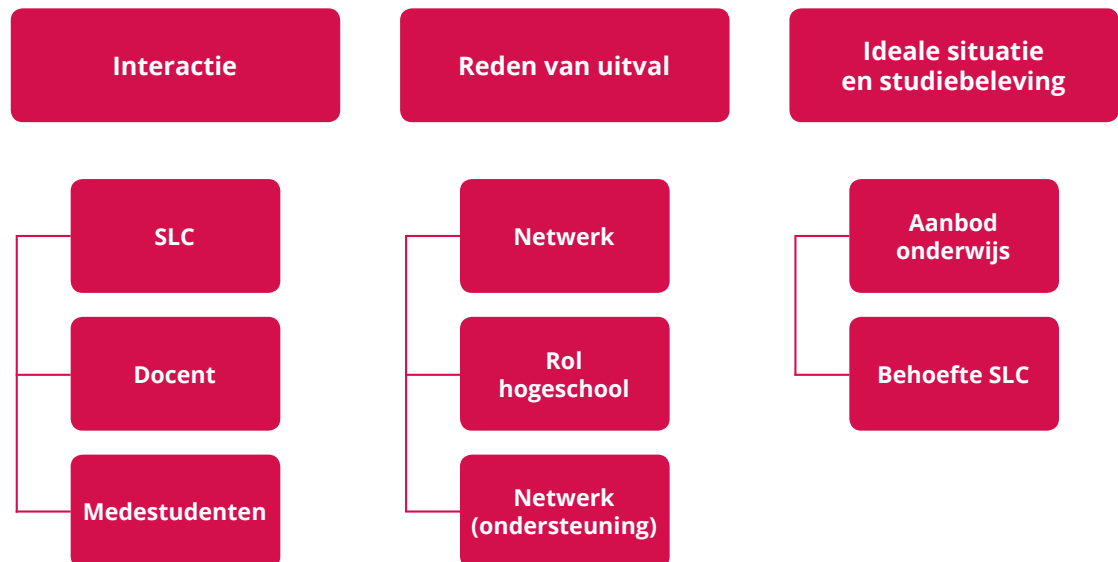 Interactie
Reden van uitval
Ideale situatie
en studiebeleving
SLC
Docent
Medestudenten
Netwerk
Rol
hogeschool
Netwerk
(ondersteuning)
Aanbod
onderwijs
Behoefte SLC